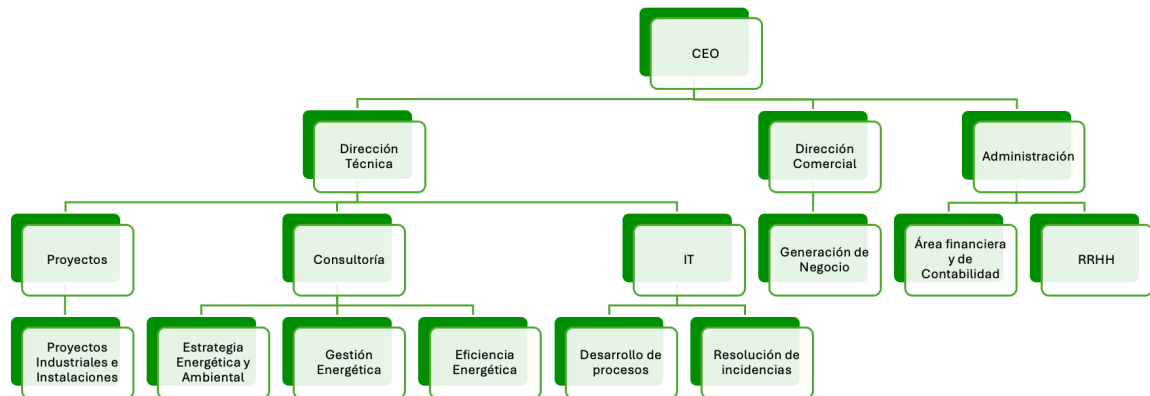 CEO
Dirección
Técnica
Dirección
Comercial
Administración
Proyectos
Consultoría
IT
Generación de
Negocio
Área financiera
y de
Contabilidad
RRHH
Proyectos
Industriales e
Instalaciones
Estrategia
Energética y
Ambiental
Gestión
Energética
Eficiencia
Energética
Desarrollo de
procesos
Resolución de
incidencias